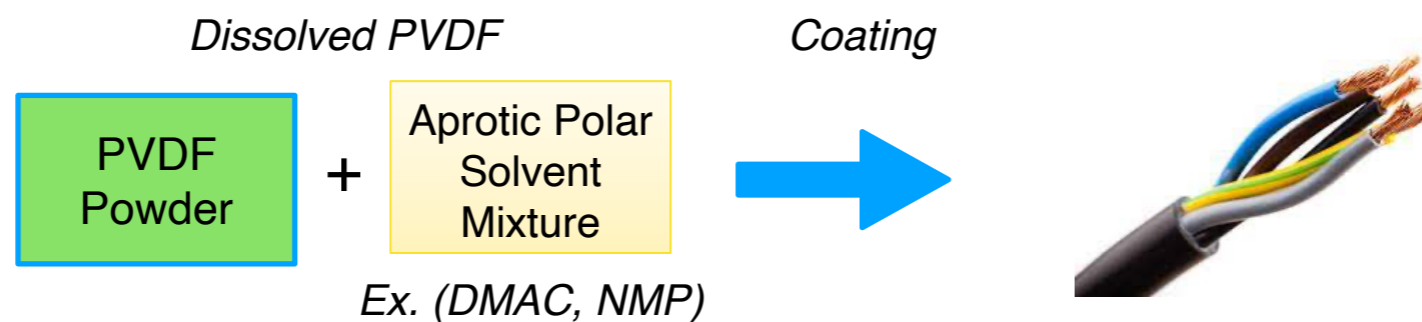 Dissolved PVDF
Coating
PVDF
Powder
+
Aprotic Polar
Solvent
Mixture
Ex. (DMAC, NMP)